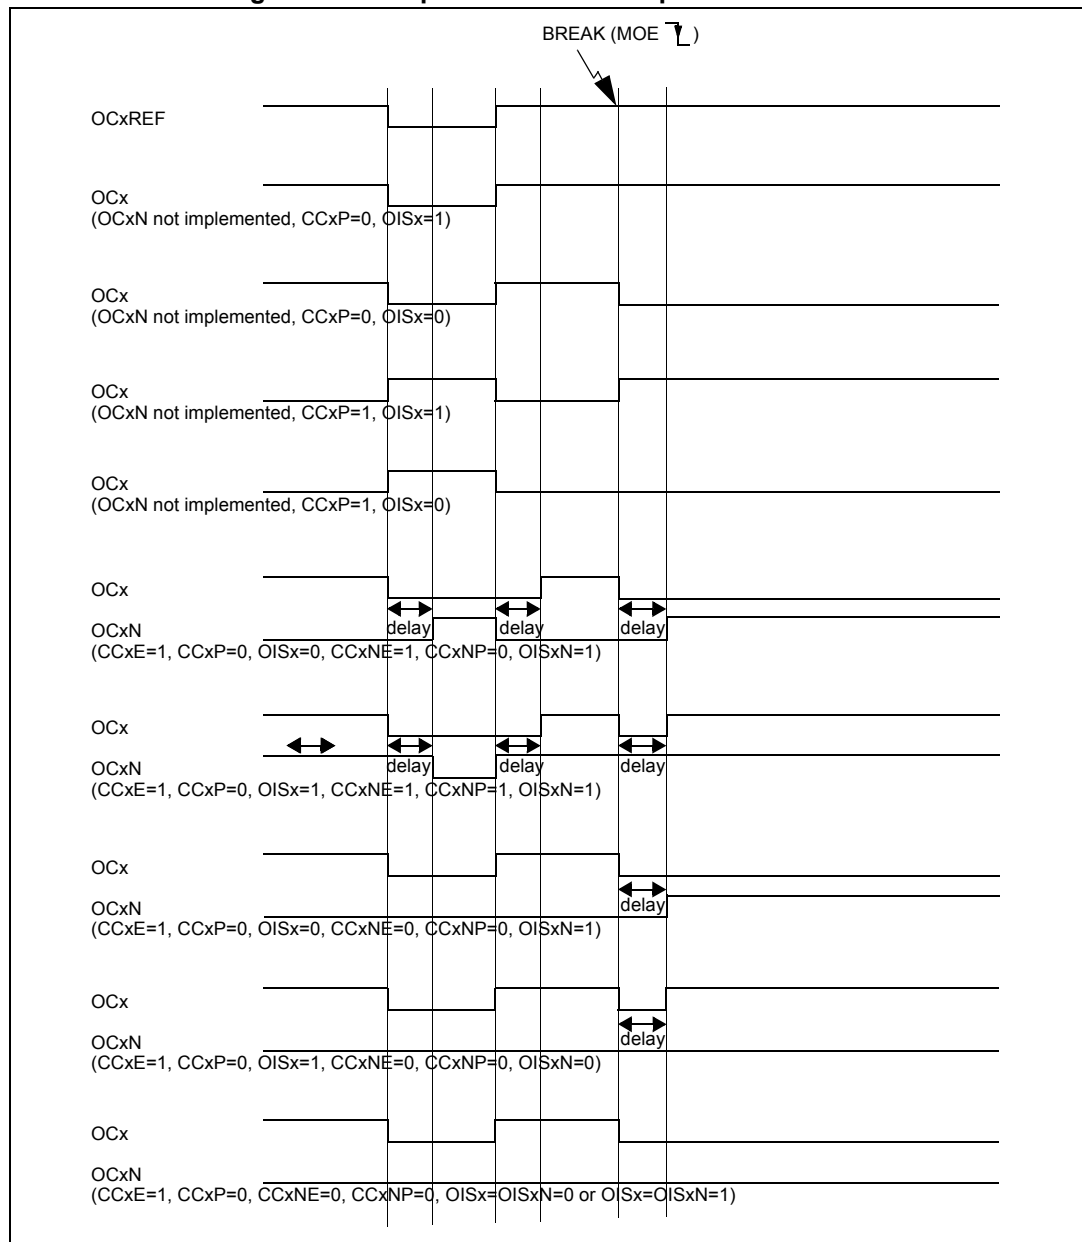 BREAK (MOE )
OCxREF
OCx
(OCxN not implemented, CCxP=0, OISx=1)
OCx
(OCxN not implemented, CCxP=0, OISx=0)
OCx
(OCxN not implemented, CCxP=1, OISx=1)
OCx
(OCxN not implemented, CCxP=1, OISx=0)
OCx
delay delay delay
OCxN
(CCxE=1, CCxP=0, OISx=0, CCxNE=1, CCxNP=0, OISxN=1)
OCx
delay delay delay
OCxN
(CCxE=1, CCxP=0, OISx=1, CCxNE=1, CCxNP=1, OISxN=1)
OCx
delay
OCxN
(CCxE=1, CCxP=0, OISx=0, CCxNE=0, CCxNP=0, OISxN=1)
OCx
delay
OCxN
(CCxE=1, CCxP=0, OISx=1, CCxNE=0, CCxNP=0, OISxN=0)
OCx
OCxN
(CCxE=1, CCxP=0, CCxNE=0, CCxNP=0, OISx=OISxN=0 or OISx=OISxN=1)